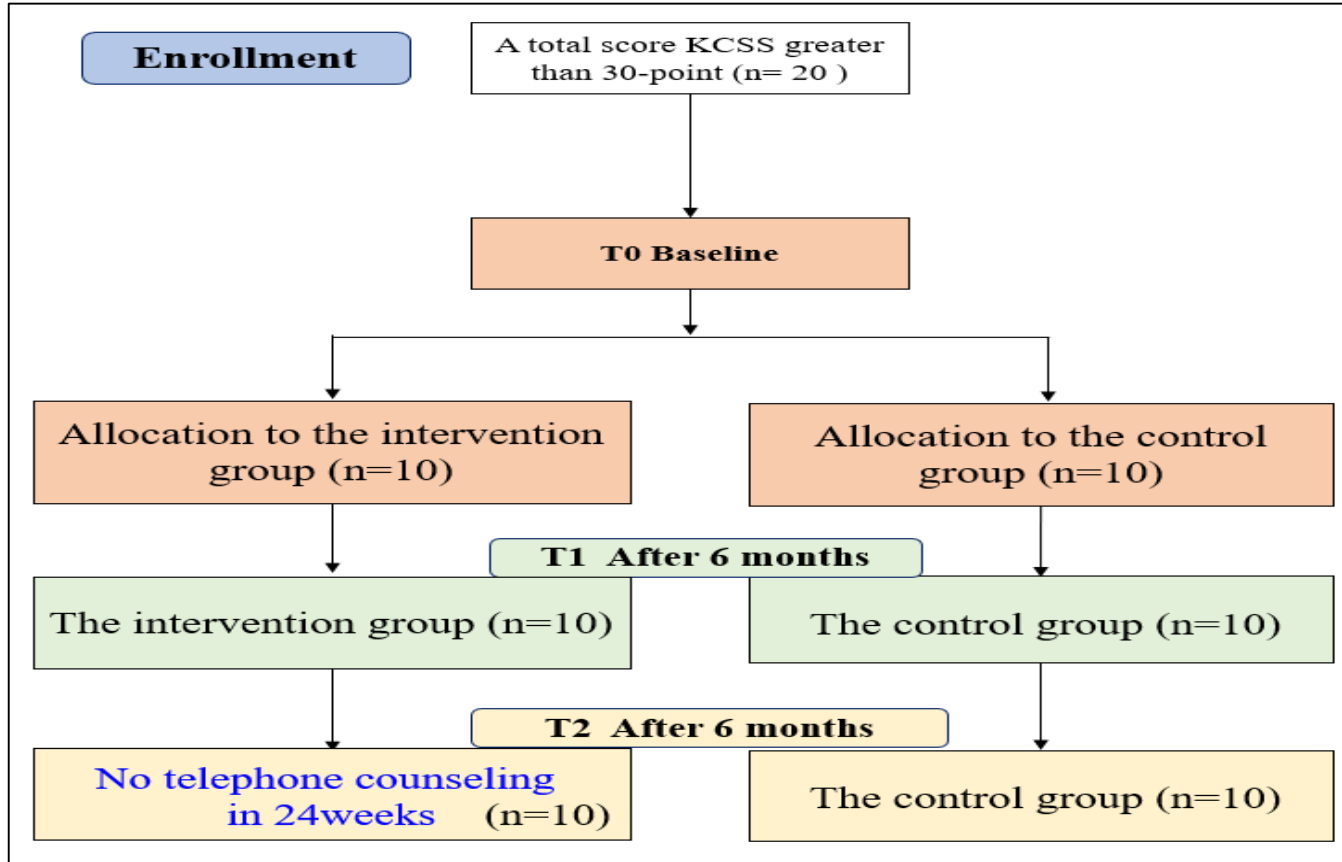 Enrollment
A total score KCSS greater
than 30-point (n= 20 )
T0 Baseline
Allocation to the intervention
group (n=10)
Allocation to the control
group (n=10)
T1 After 6 months
The intervention group (n=10)
The control group (n=10)
T2 After 6 months
No telephone counseling
in 24weeks (n=10)
The control group (n=10)